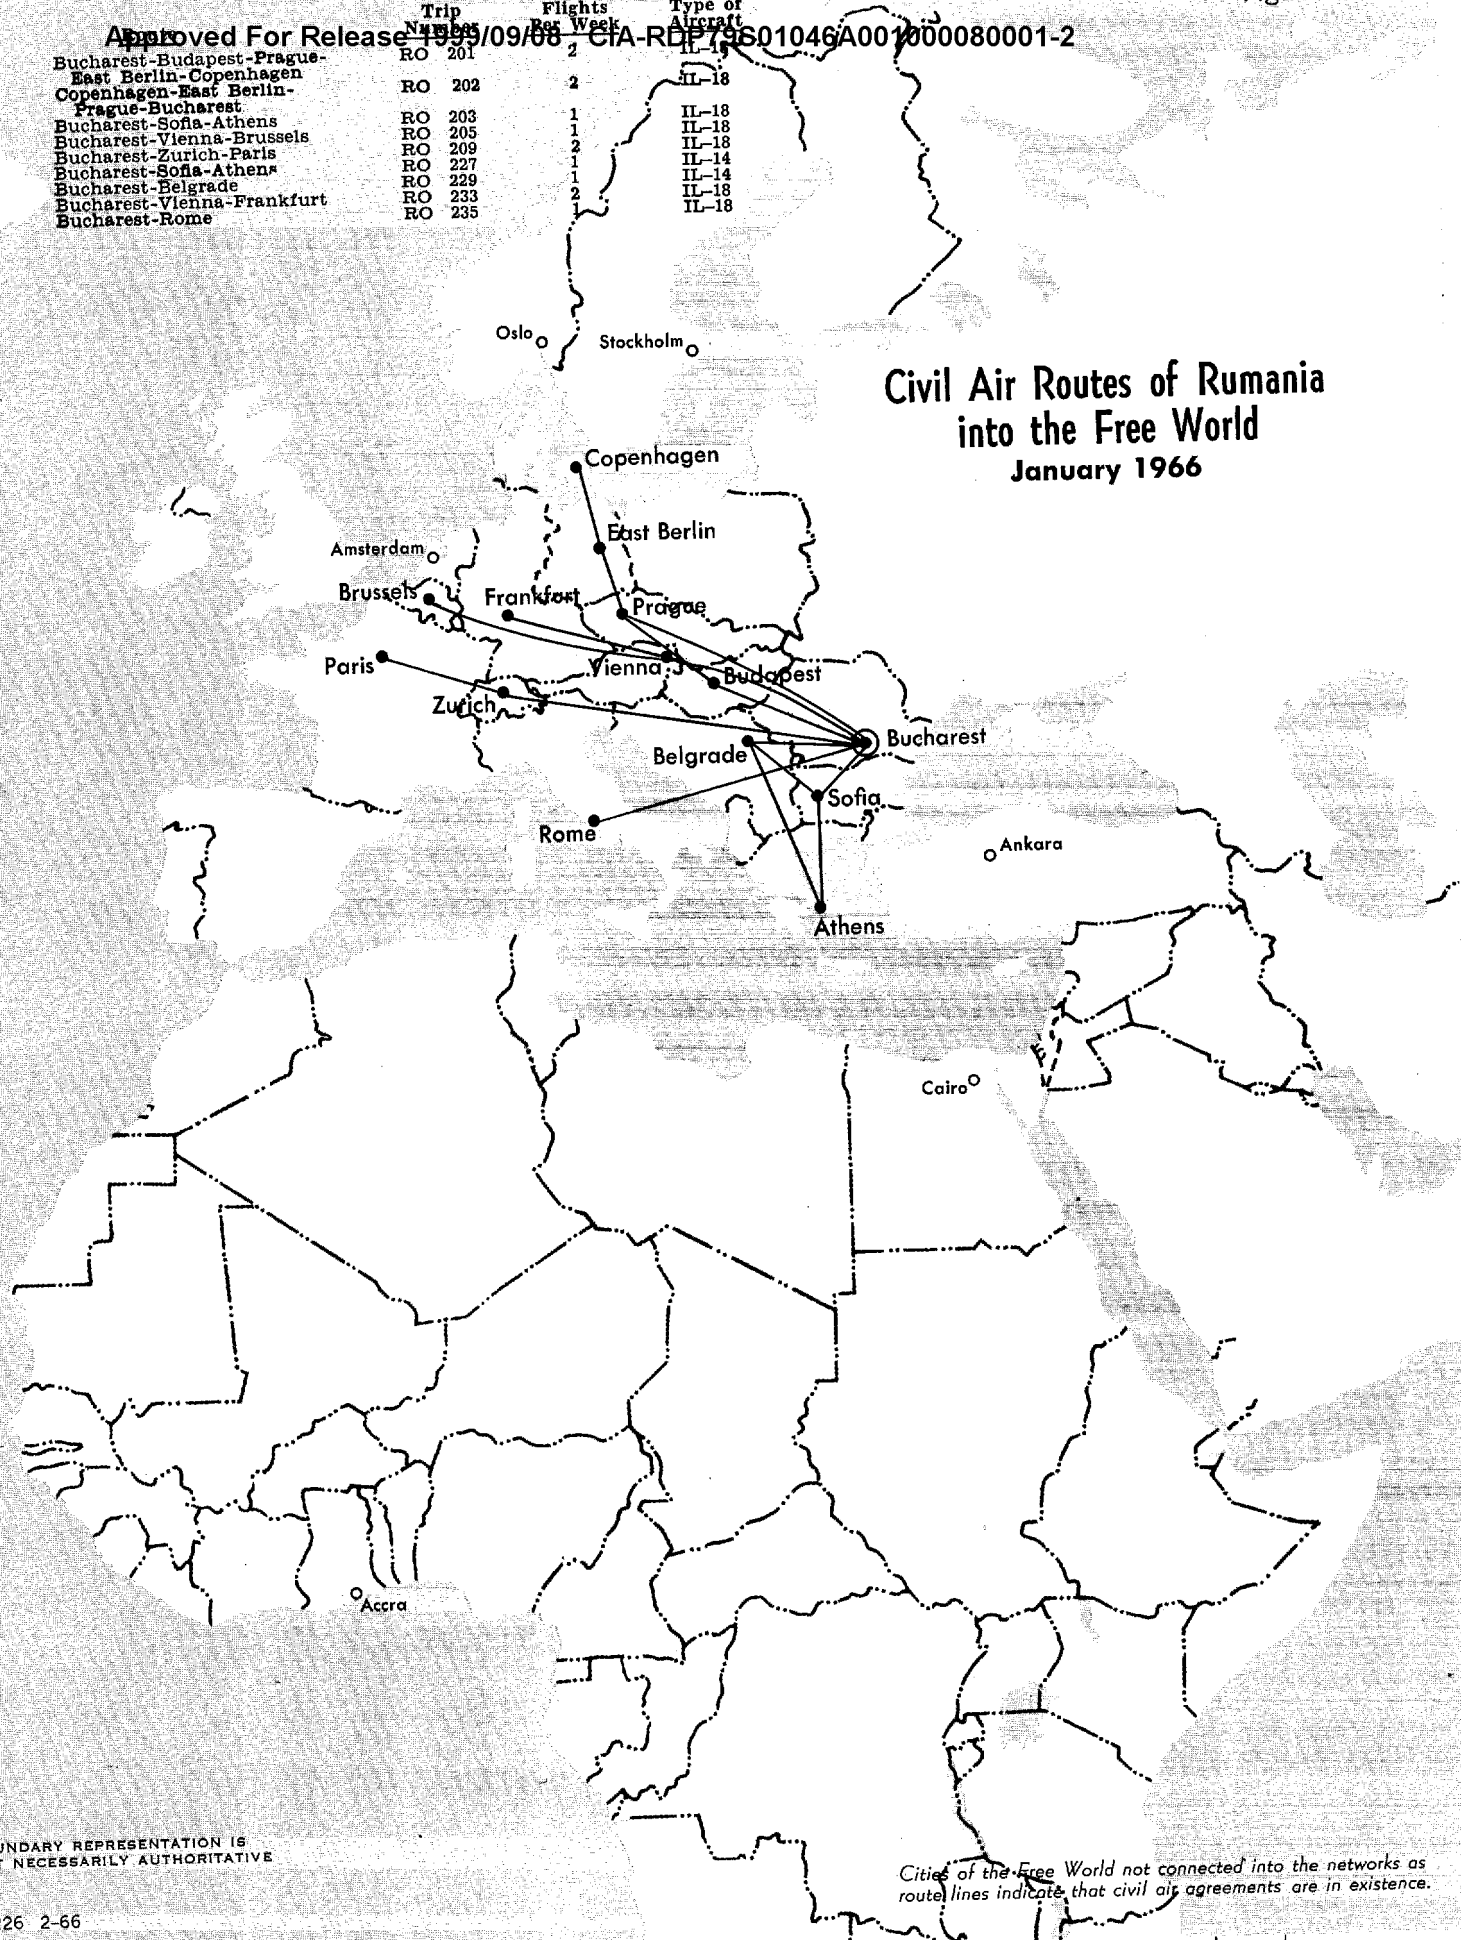 Trip Number
Flights Per Week
Type of Aircraft
Approved For Release 1999/09/08 : CIA-RDP79S01046A001000080001-2
Bucharest-Budapest-Prague- RO 201 2 IL-18
East Berlin-Copenhagen
Copenhagen-East Berlin- RO 202 2 IL-18
Prague-Bucharest
Bucharest-Sofia-Athens RO 203 1 IL-18
Bucharest-Vienna-Brussels RO 205 1 IL-18
Bucharest-Zurich-Paris RO 209 2 IL-18
Bucharest-Sofia-Athens RO 227 1 IL-14
Bucharest-Belgrade RO 229 1 IL-14
Bucharest-Vienna-Frankfurt RO 233 2 IL-18
Bucharest-Rome RO 235 1 IL-18
Oslo
Stockholm
Civil Air Routes of Rumania
into the Free World
January 1966
Copenhagen
East Berlin
Amsterdam
Brussels
Frankfurt
Prague
Paris
Vienna
Budapest
Zurich
Bucharest
Belgrade
Sofia
Rome
Ankara
Athens
Cairo
Accra
UNDARY REPRESENTATION IS
T NECESSARILY AUTHORITATIVE
Cities of the Free World not connected into the networks as
route lines indicate that civil air agreements are in existence.
226 2-66